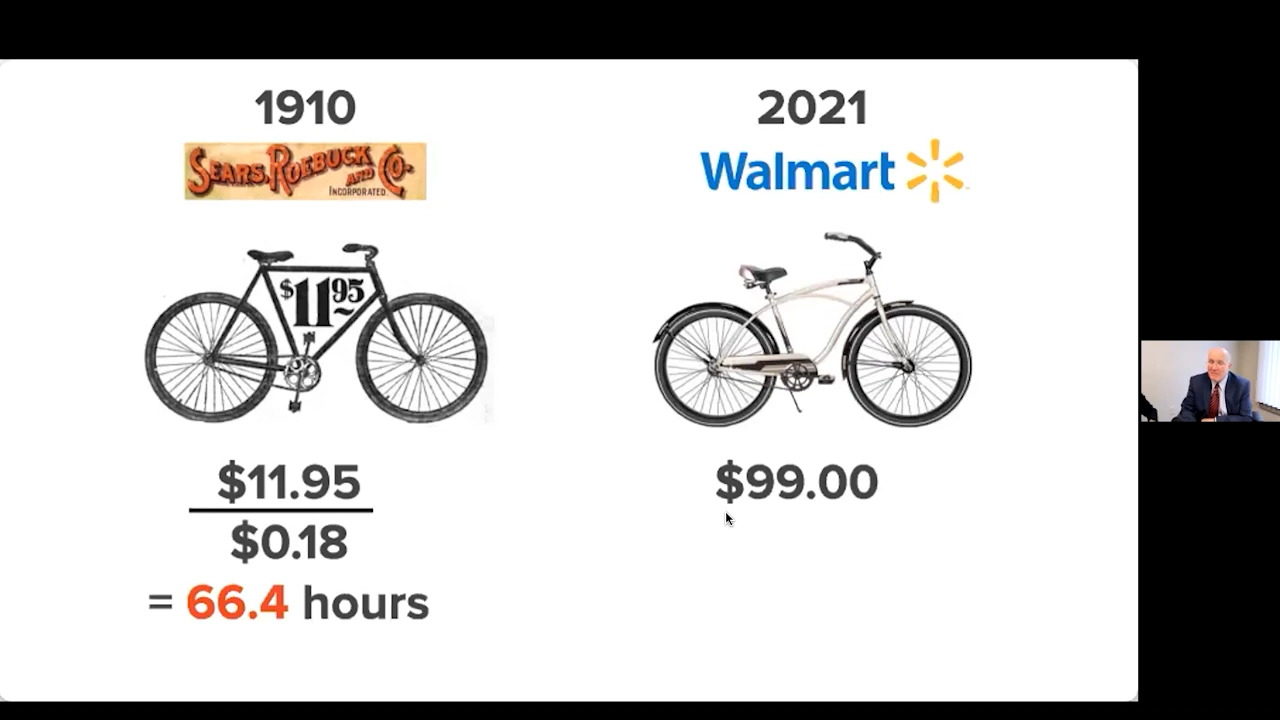 1910
SEARS, ROEBUCK AND CO.
INCORPORATED.
$11.95
$11.95
$0.18
= 66.4 hours
2021
Walmart
$99.00